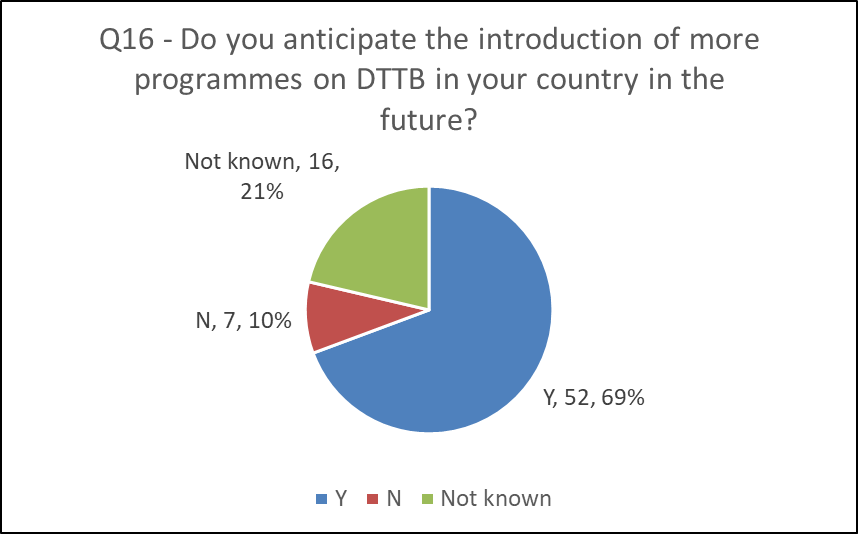 Q16 - Do you anticipate the introduction of more
programmes on DTTB in your country in the
future?
Not known, 16,
21%
N, 7, 10%
Y, 52, 69%
Y
N
Not known